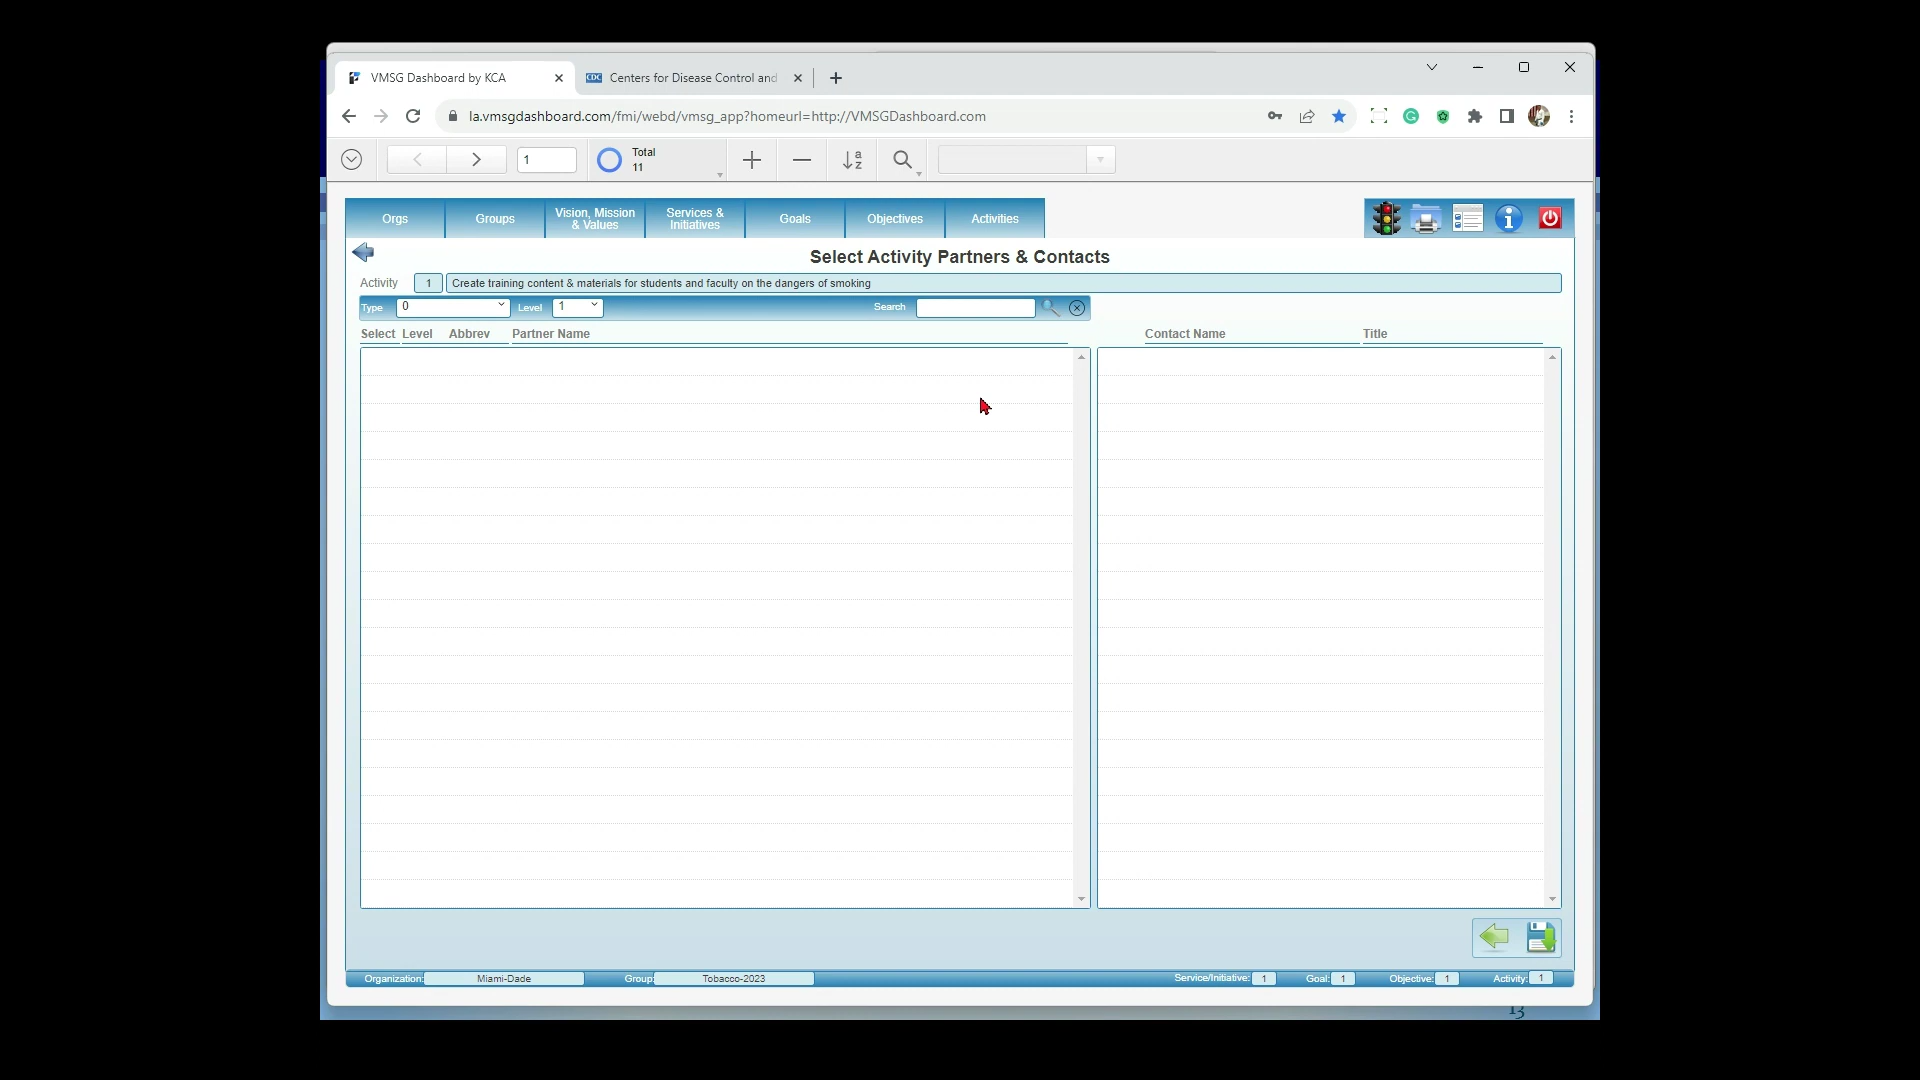 VMSG Dashboard by KCA
CDC Centers for Disease Control and
la.vmsgdashboard.com/fmi/webd/vmsg_app?homeurl=http://VMSGDashboard.com
1
Total
11
a
z
Orgs
Groups
Vision, Mission
& Values
Services &
Initiatives
Goals
Objectives
Activities
Select Activity Partners & Contacts
Activity 1 Create training content & materials for students and faculty on the dangers of smoking
Type 0 Level 1 Search
Select Level Abbrev Partner Name Contact Name Title
Organization: Miami-Dade Group: Tobacco-2023 Service/Initiative: 1 Goal: 1 Objective: 1 Activity: 1
13